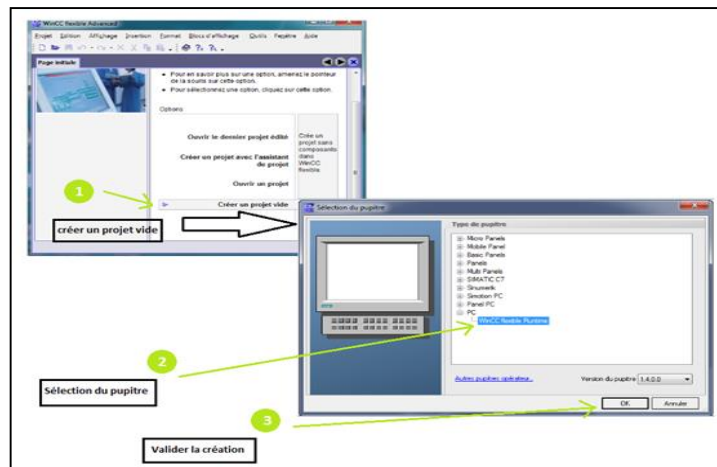 WinCC flexible Advanced
Projet Edition Affichage Insertion Format Blocs d'affichage Outils Fenêtre Aide
Page initiale
• Pour en savoir plus sur une option, amenez le pointeur
de la souris sur cette option.
• Pour sélectionnez une option, cliquez sur cette option.
Options
Ouvrir le dossier projet édité
Créer un projet avec l'assistant
de projet
Ouvrir un projet
Créer un projet vide
Crée un
projet sans
composants
dans
WinCC
flexible
1
créer un projet vide
Sélection du pupitre
Type de pupitre
Micro Panels
Mobile Panel
Basic Panels
Panels
Multi Panels
SIMATIC C7
Sinumerik
Simotion PC
Panel PC
PC
WinCC flexible Runtime
2
Sélection du pupitre
Autres pupitres opérateur...
Version du pupitre 1.4.0.0
OK Annuler
3
Valider la création